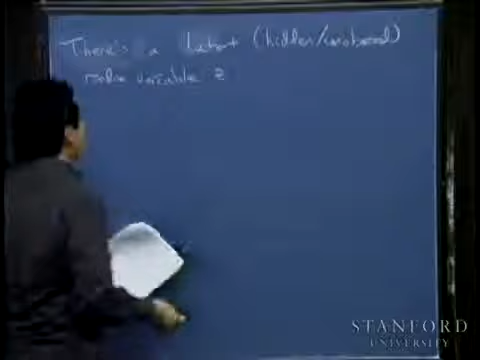 There's a latent (hidden/unobserved)
random variable z
STANFORD
UNIVERSITY